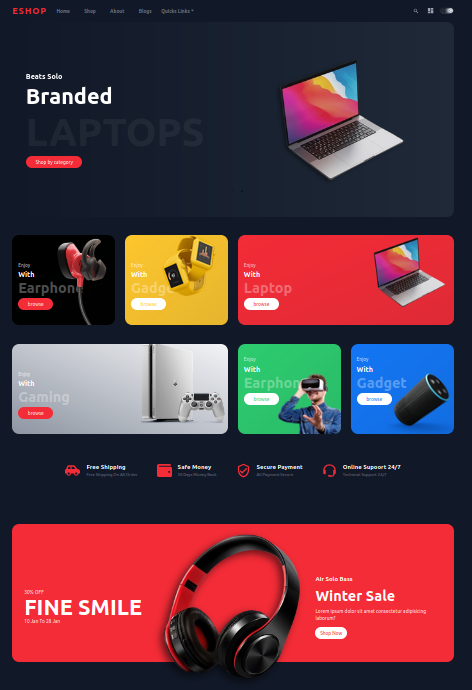 ESHOP Home Shop About Blogs Quicks Links
Beats Solo
Branded
LAPTOPS
Shop by category
Enjoy
With
Earphone
browse
Enjoy
With
Gadget
browse
Enjoy
With
Laptop
browse
Enjoy
With
Gaming
browse
Enjoy
With
Earphone
browse
Enjoy
With
Gadget
browse
Free Shipping
Free Shipping On All Order
Safe Money
30 Days Money Back
Secure Payment
All Payment Secure
Online Supoort 24/7
Technical Support 24/7
30% OFF
FINE SMILE
10 Jan To 28 Jan
Air Solo Bass
Winter Sale
Lorem ipsum dolor sit amet consectetur adipisicing
laborum?
Shop Now